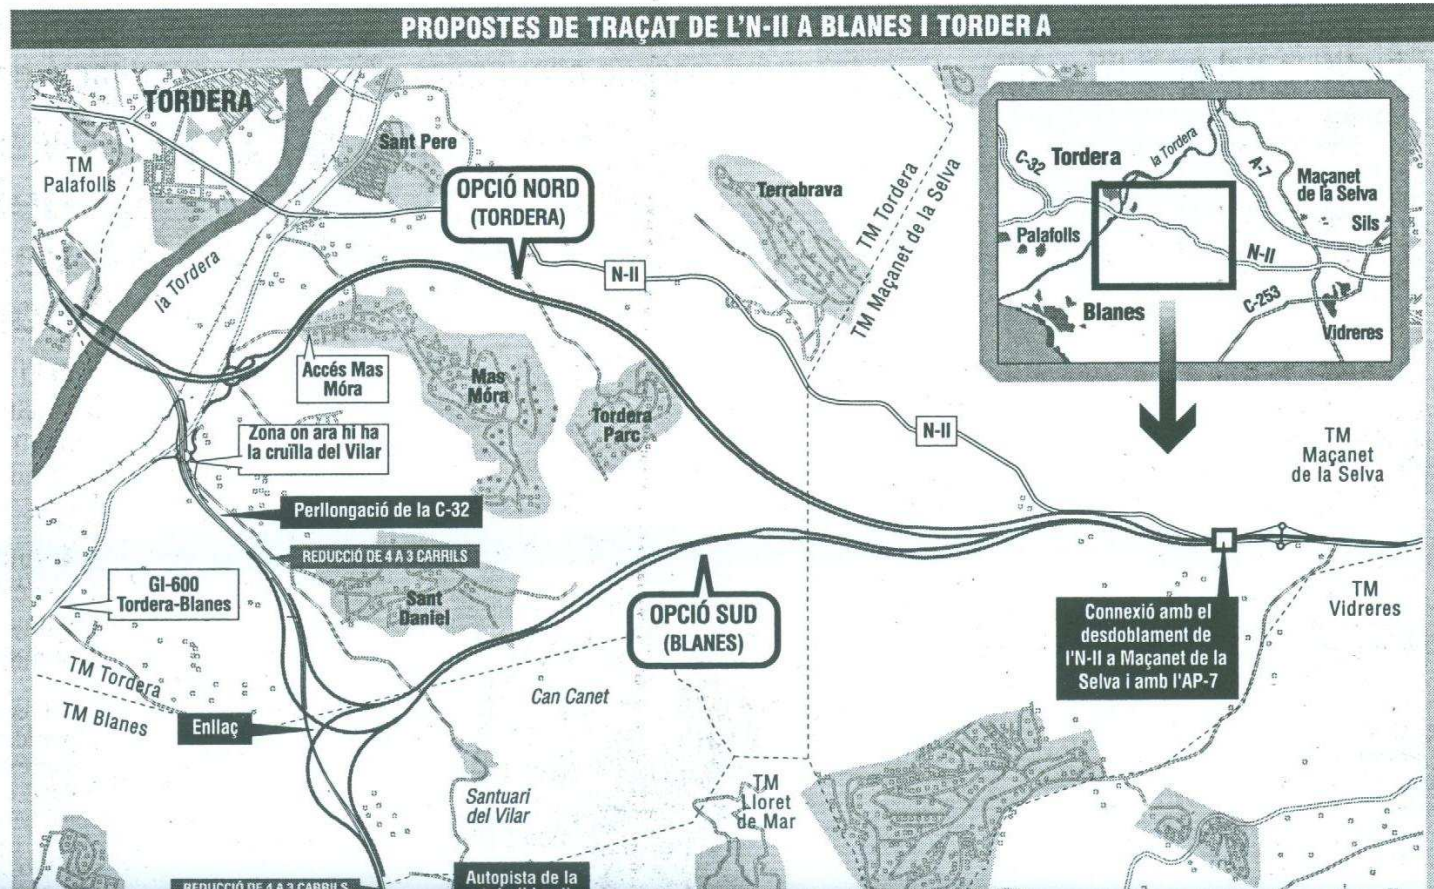 PROPOSTES DE TRAÇAT DE L'N-II A BLANES I TORDERA
TORDERA
TM
Palafolls
Sant Pere
OPCIÓ NORD
(TORDERA)
la Tordera
N-II
Terrabrava
TM Tordera
TM Maçanet de la Selva
C-32
Tordera
la Tordera
A-7
Maçanet
de la Selva
Sils
Palafolls
N-II
Blanes
C-253
Vidreres
Accés Mas
Móra
Mas
Móra
Tordera
Parc
Zona on ara hi ha
la cruïlla del Vilar
N-II
TM
Maçanet
de la Selva
Perllongació de la C-32
REDUCCIÓ DE 4 A 3 CARRILS
GI-600
Tordera-Blanes
Sant
Daniel
OPCIÓ SUD
(BLANES)
Connexió amb el
desdoblament de
l'N-II a Maçanet de la
Selva i amb l'AP-7
TM
Vidreres
TM Tordera
TM Blanes
Enllaç
Can Canet
Santuari
del Vilar
TM
Lloret
de Mar
REDUCCIÓ DE 4 A 3 CARRILS
Autopista de la